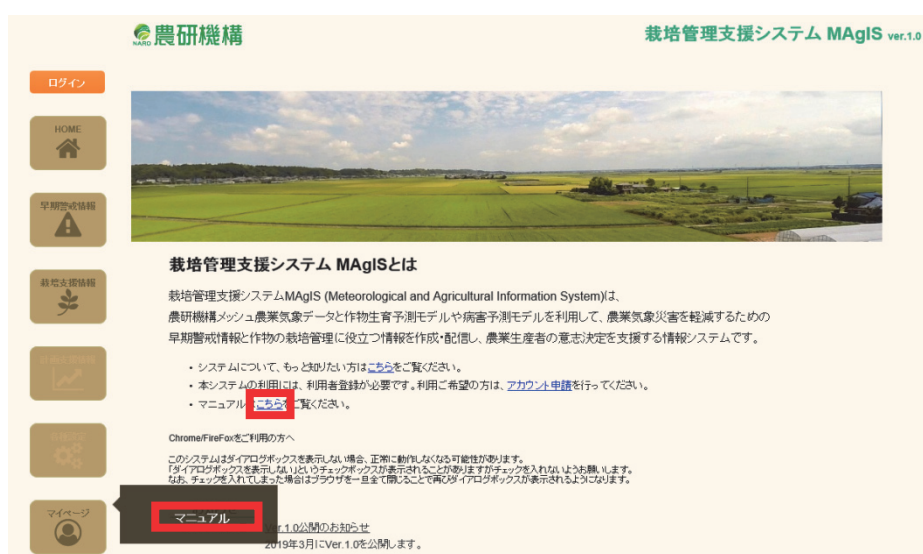 NARO 農研機構
栽培管理支援システム MAgIS ver.1.0
ログイン
HOME
早期警戒情報
栽培支援情報
マイページ
栽培管理支援システム MAgISとは
栽培管理支援システムMAgIS (Meteorological and Agricultural Information System)は、
農研機構メッシュ農業気象データと作物生育予測モデルや病害予測モデルを利用して、農業気象災害を軽減するための
早期警戒情報と作物の栽培管理に役立つ情報を作成・配信し、農業生産者の意志決定を支援する情報システムです。
・ システムについて、もっと知りたい方はこちらをご覧ください。
・ 本システムの利用には、利用者登録が必要です。利用ご希望の方は、アカウント申請を行ってください。
・ マニュアルはこちらをご覧ください。
Chrome/FireFoxをご利用の方へ
このシステムはダイアログボックスを表示しない場合、正常に動作しなくなる可能性があります。
「ダイアログボックスを表示しない」というチェックボックスが表示されることがありますがチェックを入れないようお願いします。
なお、チェックを入れてしまった場合はブラウザを一旦全て閉じることで再びダイアログボックスが表示されるようになります。
マニュアル
Ver.1.0公開のお知らせ
2019年3月にVer.1.0を公開します。